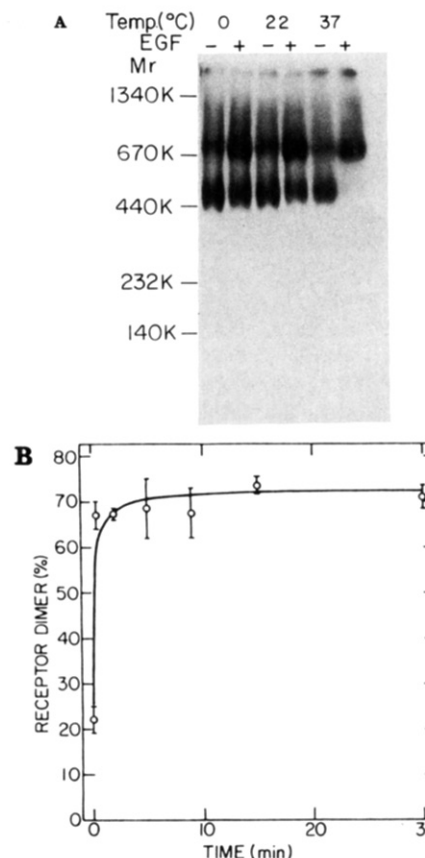 A Temp.(°C) 0 22 37
EGF − + − + − +
Mr
1340K
670K
440K
232K
140K
B
80
70
60
50
40
30
20
10
0
RECEPTOR DIMER (%)
0 10 20 3
TIME (min)